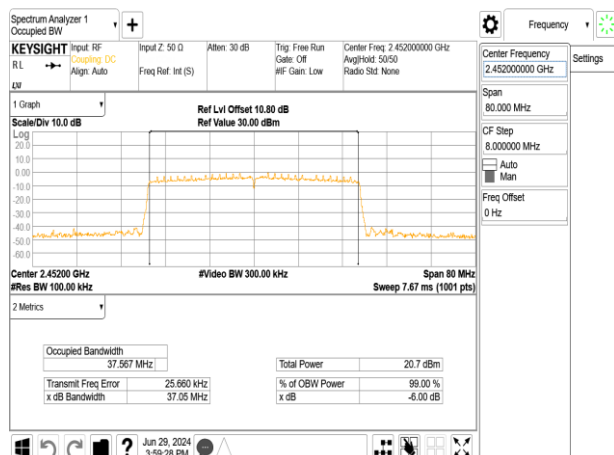 Spectrum Analyzer 1
Occupied BW
Frequency
KEYSIGHT
RL
Input: RF
Coupling: DC
Align: Auto
Input Z: 50 Ω
Freq Ref: Int (S)
Atten: 30 dB
Trig: Free Run
Gate: Off
#IF Gain: Low
Center Freq: 2.452000000 GHz
Avg|Hold: 50/50
Radio Std: None
Center Frequency
2.452000000 GHz
Settings
Span
80.000 MHz
CF Step
8.000000 MHz
Auto
Man
Freq Offset
0 Hz
1 Graph
Scale/Div 10.0 dB
Ref Lvl Offset 10.80 dB
Ref Value 30.00 dBm
Log
20.0
10.0
0.00
-10.0
-20.0
-30.0
-40.0
-50.0
-60.0
Center 2.45200 GHz
#Video BW 300.00 kHz
Span 80 MHz
#Res BW 100.00 kHz
Sweep 7.67 ms (1001 pts)
2 Metrics
Occupied Bandwidth
37.567 MHz
Total Power 20.7 dBm
Transmit Freq Error 25.660 kHz
% of OBW Power 99.00 %
x dB Bandwidth 37.05 MHz
x dB -6.00 dB
Jun 29, 2024
3:59:28 PM